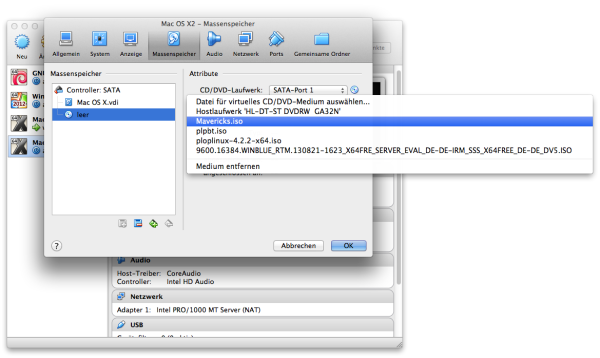 Mac OS X2 – Massenspeicher
Neu
Allgemein System Anzeige Massenspeicher Audio Netzwerk Ports Gemeinsame Ordner
Massenspeicher
Attribute
Controller: SATA
Mac OS X.vdi
leer
CD/DVD-Laufwerk: SATA-Port 1
Datei für virtuelles CD/DVD-Medium auswählen...
Hostlaufwerk 'HL-DT-ST DVDRW GA32N'
Mavericks.iso
plpbt.iso
ploplinux-4.2.2-x64.iso
9600.16384.WINBLUE_RTM.130821-1623_X64FRE_SERVER_EVAL_DE-DE-IRM_SSS_X64FREE_DE-DE_DV5.ISO
Medium entfernen
GN
Win
Ma
Ma
?
Abbrechen OK
Audio
Host-Treiber: CoreAudio
Controller: Intel HD Audio
Netzwerk
Adapter 1: Intel PRO/1000 MT Server (NAT)
USB